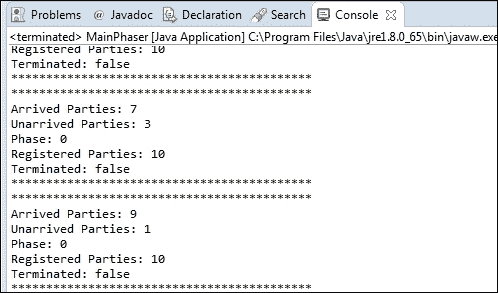 Problems @ Javadoc Declaration Search Console
<terminated> MainPhaser [Java Application] C:\Program Files\Java\jre1.8.0_65\bin\javaw.exe
Registered Parties: 10
Terminated: false
******************************************
******************************************
Arrived Parties: 7
Unarrived Parties: 3
Phase: 0
Registered Parties: 10
Terminated: false
******************************************
******************************************
Arrived Parties: 9
Unarrived Parties: 1
Phase: 0
Registered Parties: 10
Terminated: false
******************************************